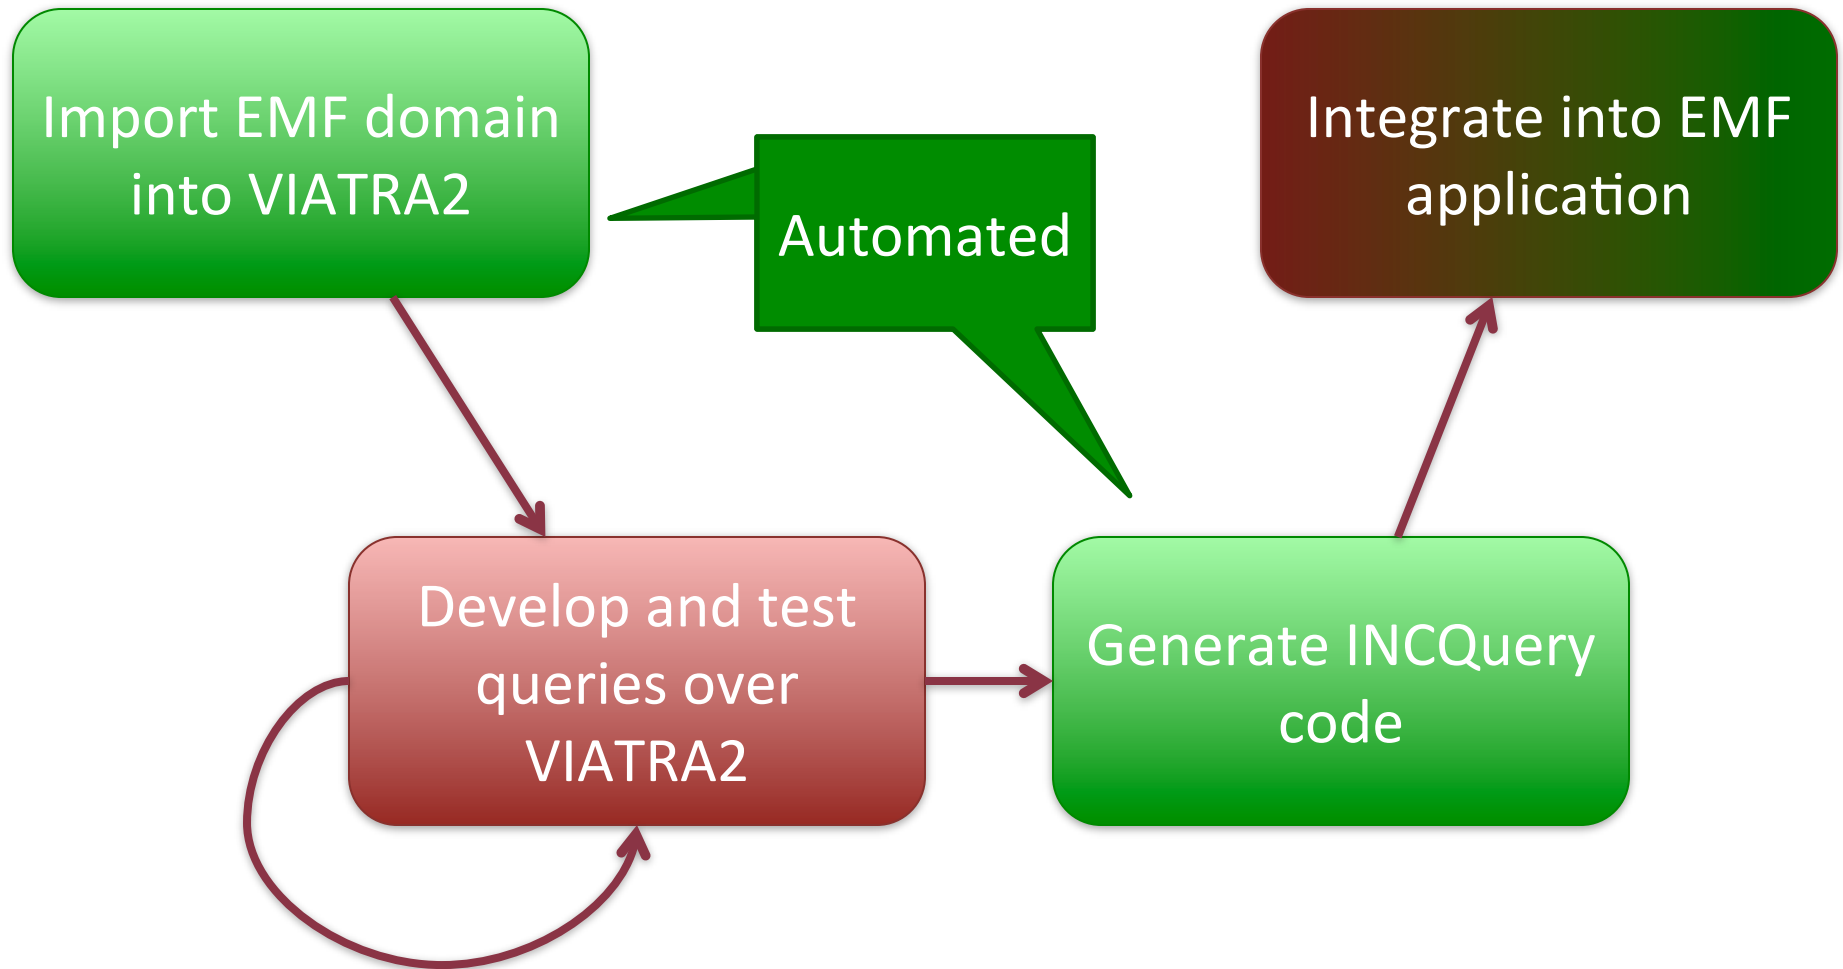 Import EMF domain
into VIATRA2
Automated
Integrate into EMF
application
Develop and test
queries over
VIATRA2
Generate INCQuery
code